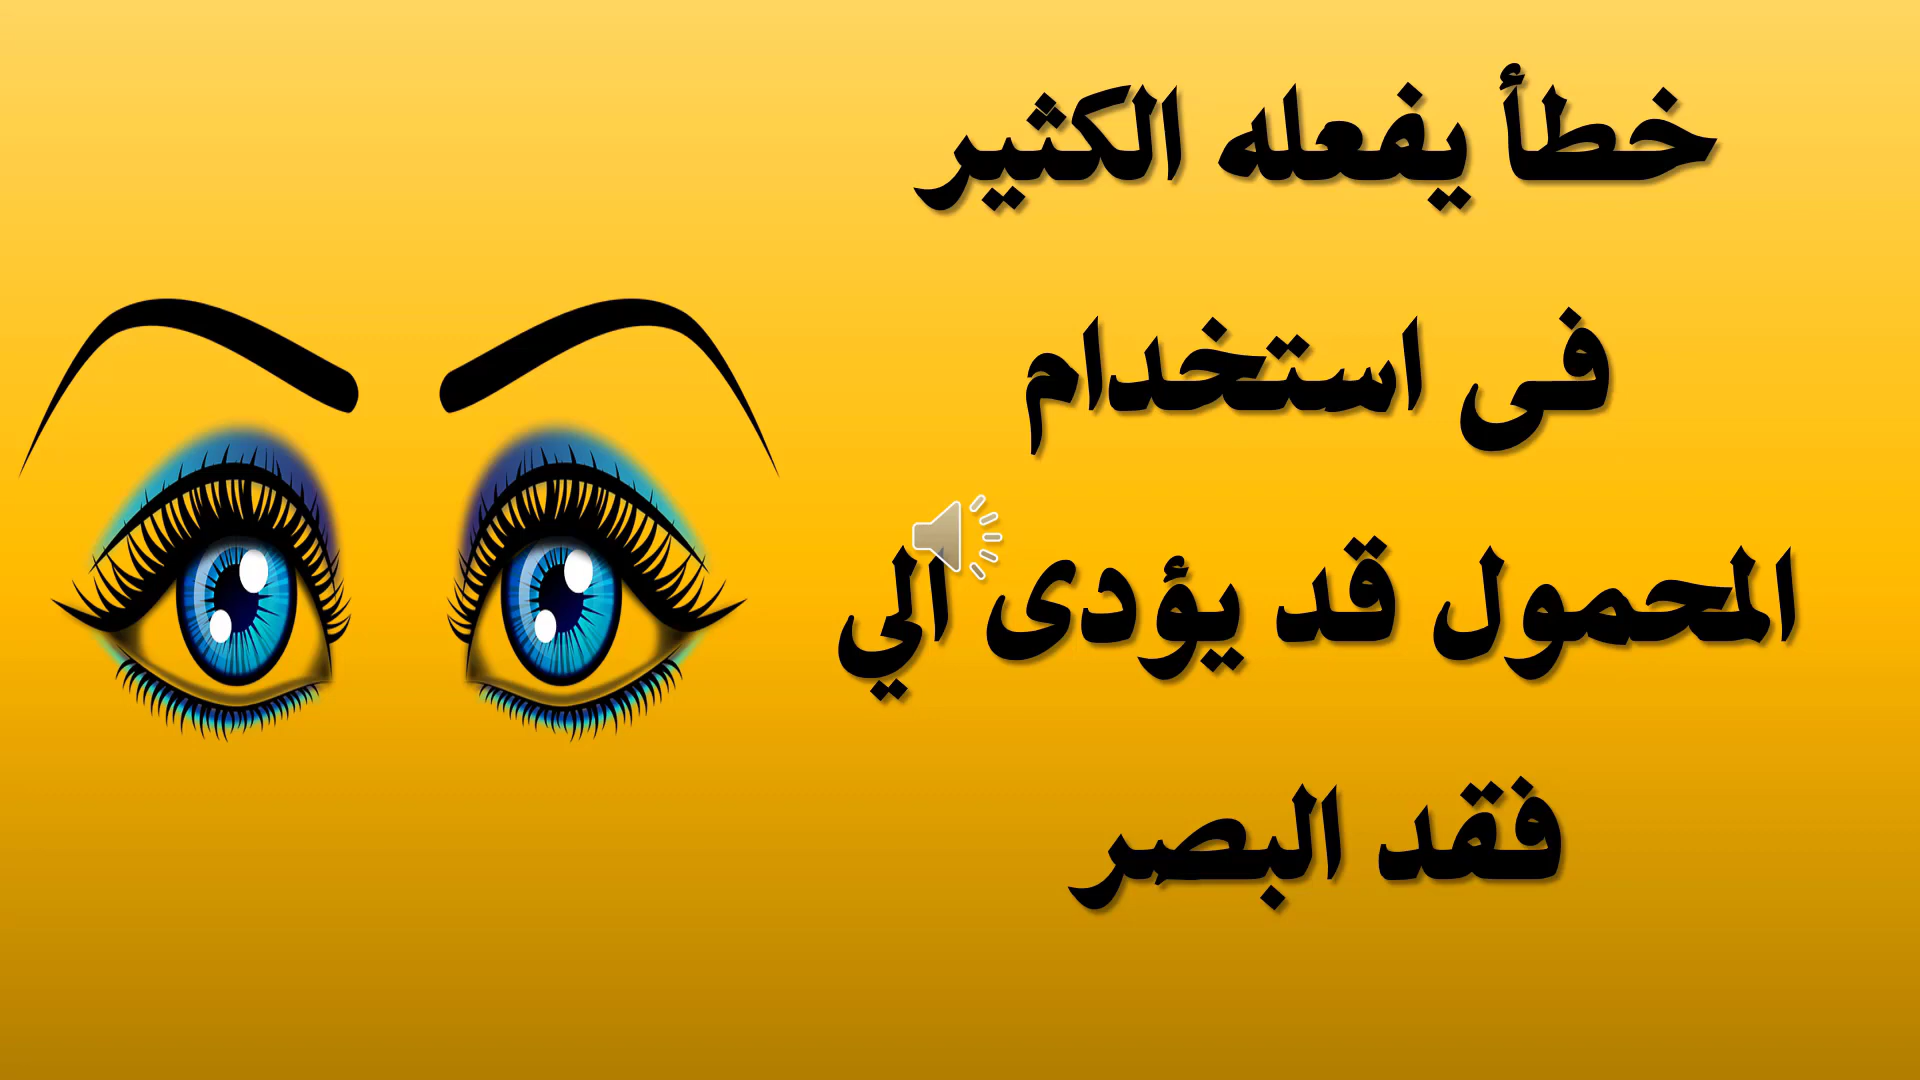 خطأ يفعله الكثير
فى استخدام
المحمول قد يؤدى الي
فقد البصر